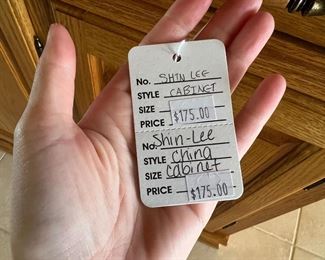 No. SHIN LEE
STYLE CABINET
SIZE
PRICE $175.00
No. Shin-Lee
STYLE china
SIZE cabinet
PRICE $175.00